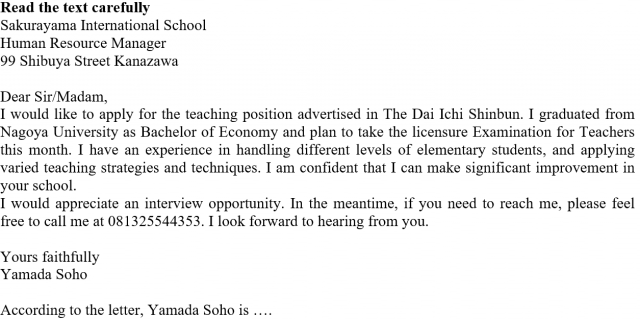 Read the text carefully
Sakurayama International School
Human Resource Manager
99 Shibuya Street Kanazawa
Dear Sir/Madam,
I would like to apply for the teaching position advertised in The Dai Ichi Shinbun. I graduated from
Nagoya University as Bachelor of Economy and plan to take the licensure Examination for Teachers
this month. I have an experience in handling different levels of elementary students, and applying
varied teaching strategies and techniques. I am confident that I can make significant improvement in
your school.
I would appreciate an interview opportunity. In the meantime, if you need to reach me, please feel
free to call me at 081325544353. I look forward to hearing from you.
Yours faithfully
Yamada Soho
According to the letter, Yamada Soho is ….